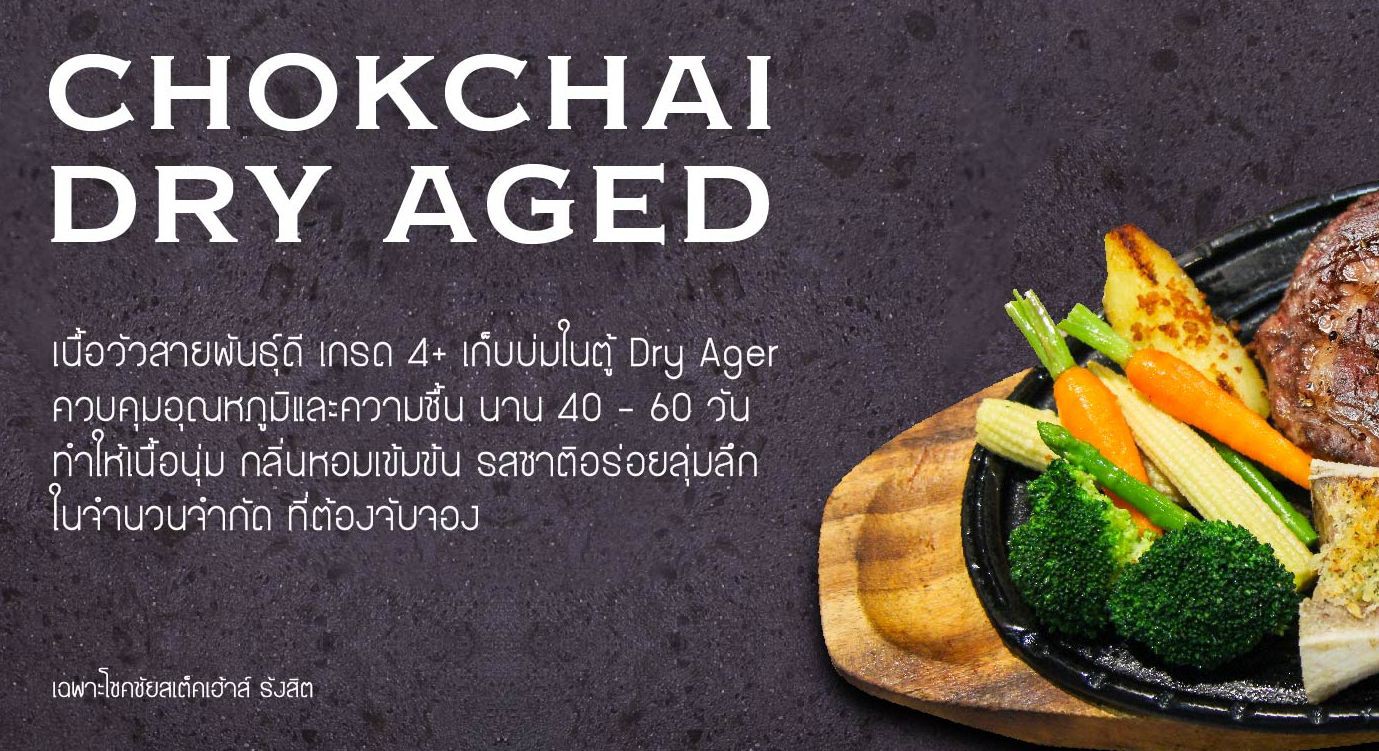 CHOKCHAI
DRY AGED
เนื้อวัวสายพันธุ์ดี เกรด 4+ เก็บบ่มในตู้ Dry Ager
ควบคุมอุณหภูมิและความชื้น นาน 40 - 60 วัน
ทำให้เนื้อนุ่ม กลิ่นหอมเข้มข้น รสชาติอร่อยลุ่มลึก
ในจำนวนจำกัด ที่ต้องจับจอง
เฉพาะโชคชัยสเต็คเฮ้าส์ รังสิต